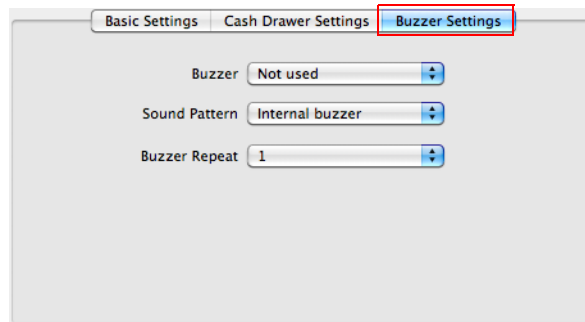 Basic Settings Cash Drawer Settings Buzzer Settings
Buzzer Not used
Sound Pattern Internal buzzer
Buzzer Repeat 1